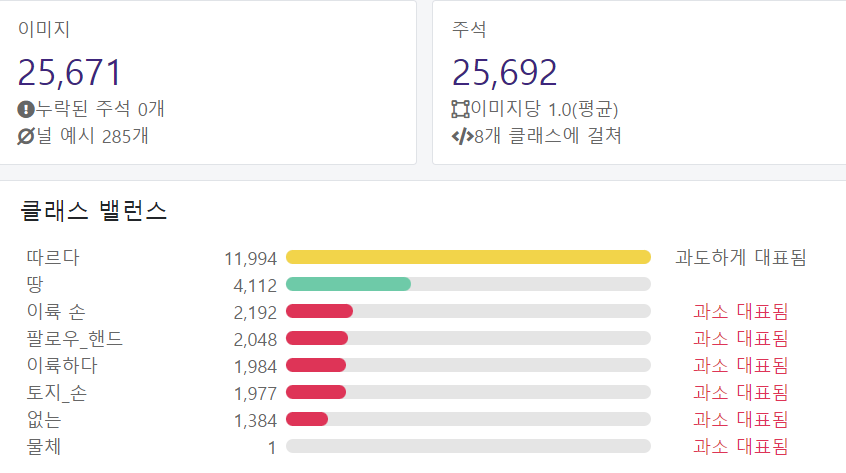 이미지
25,671
누락된 주석 0개
널 예시 285개
주석
25,692
이미지당 1.0(평균)
8개 클래스에 걸쳐
클래스 밸런스
따르다 11,994 과도하게 대표됨
땅 4,112
이륙 손 2,192 과소 대표됨
팔로우_핸드 2,048 과소 대표됨
이륙하다 1,984 과소 대표됨
토지_손 1,977 과소 대표됨
없는 1,384 과소 대표됨
물체 1 과소 대표됨